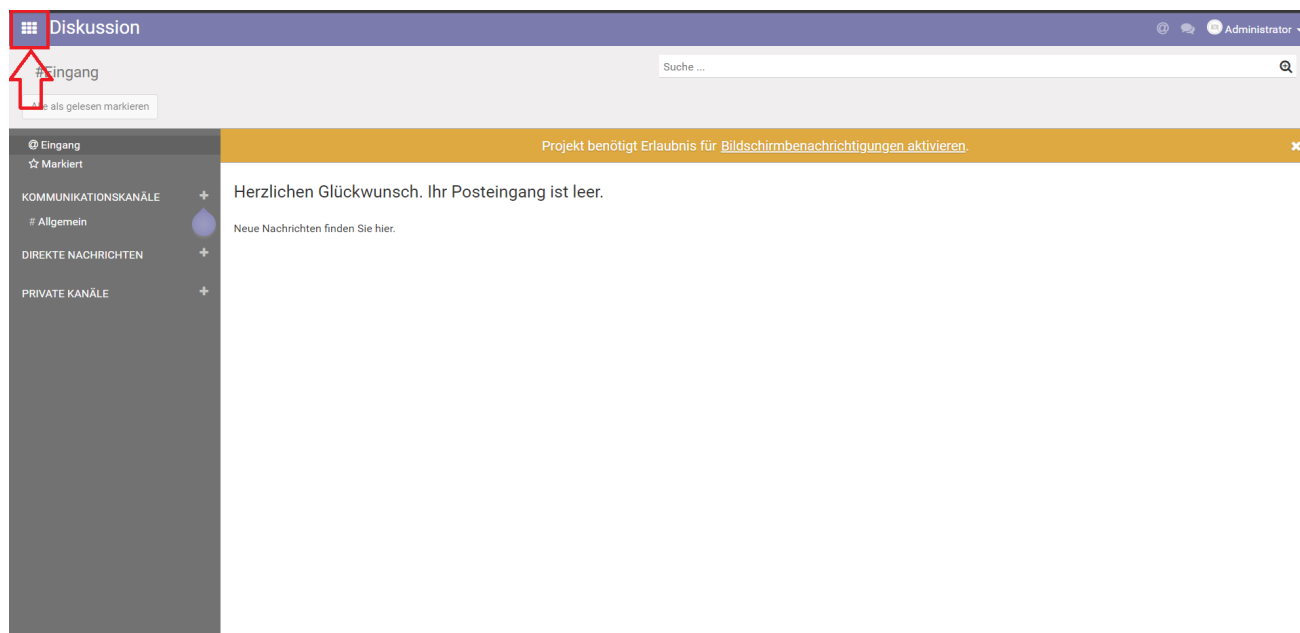 Diskussion
@ Administrator
#Eingang
Suche ...
Alle als gelesen markieren
@ Eingang
Markiert
Projekt benötigt Erlaubnis für Bildschirmbenachrichtigungen aktivieren.
KOMMUNIKATIONSKANÄLE +
# Allgemein
DIREKTE NACHRICHTEN +
PRIVATE KANÄLE +
Herzlichen Glückwunsch. Ihr Posteingang ist leer.
Neue Nachrichten finden Sie hier.